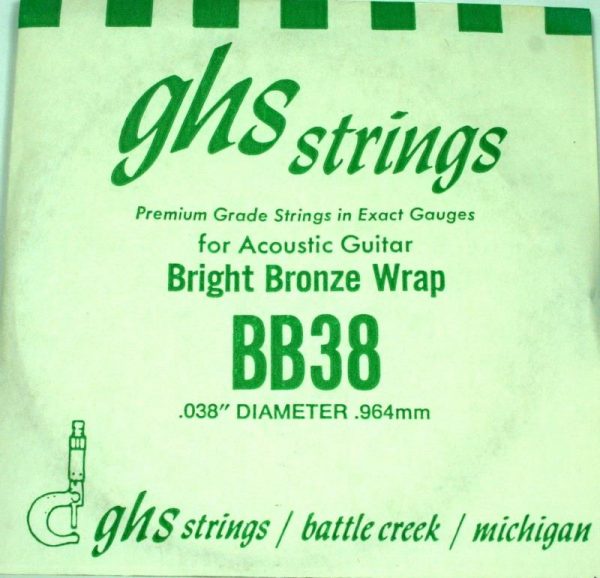 ghs strings
Premium Grade Strings in Exact Gauges
for Acoustic Guitar
Bright Bronze Wrap
BB38
.038" DIAMETER .964mm
ghs strings / battle creek / michigan